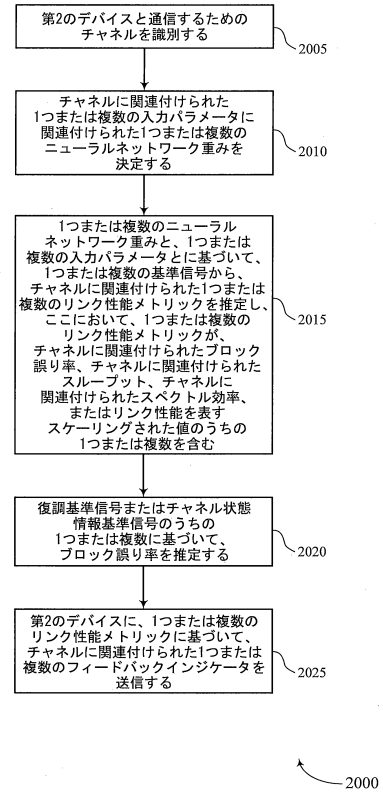 第2のデバイスと通信するための
チャネルを識別する
2005
チャネルに関連付けられた
1つまたは複数の入力パラメータに
関連付けられた1つまたは複数の
ニューラルネットワーク重みを
決定する
2010
1つまたは複数のニューラル
ネットワーク重みと、1つまたは
複数の入力パラメータとに基づいて、
1つまたは複数の基準信号から、
チャネルに関連付けられた1つまたは
複数のリンク性能メトリックを推定し、
ここにおいて、1つまたは複数の
リンク性能メトリックが、
チャネルに関連付けられたブロック
誤り率、チャネルに関連付けられた
スループット、チャネルに
関連付けられたスペクトル効率、
またはリンク性能を表す
スケーリングされた値のうちの
1つまたは複数を含む
2015
復調基準信号またはチャネル状態
情報基準信号のうちの
1つまたは複数に基づいて、
ブロック誤り率を推定する
2020
第2のデバイスに、1つまたは複数の
リンク性能メトリックに基づいて、
チャネルに関連付けられた1つまたは
複数のフィードバックインジケータを
送信する
2025
2000